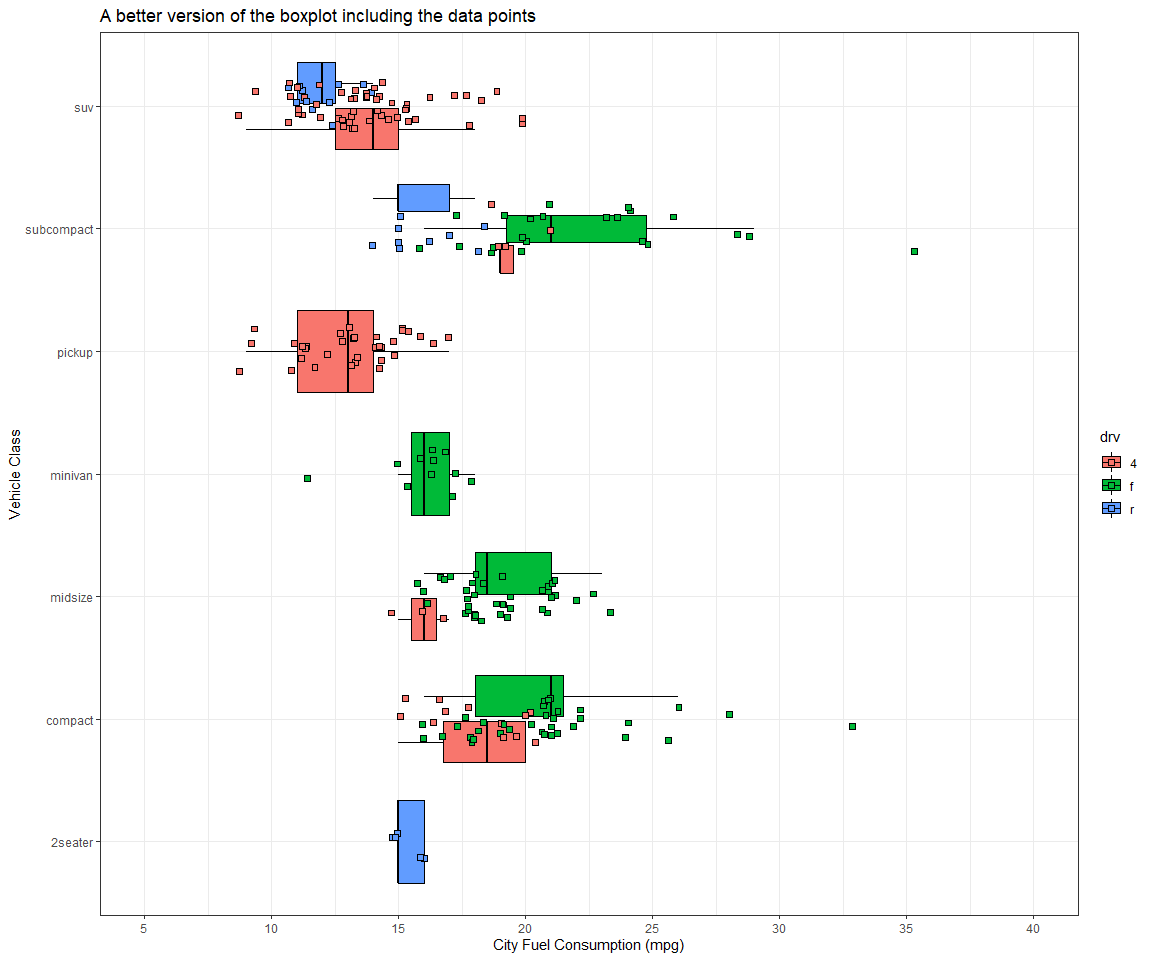 A better version of the boxplot including the data points
suv
subcompact
pickup
minivan
midsize
compact
2seater
Vehicle Class
5 10 15 20 25 30 35 40
City Fuel Consumption (mpg)
drv
4
f
r